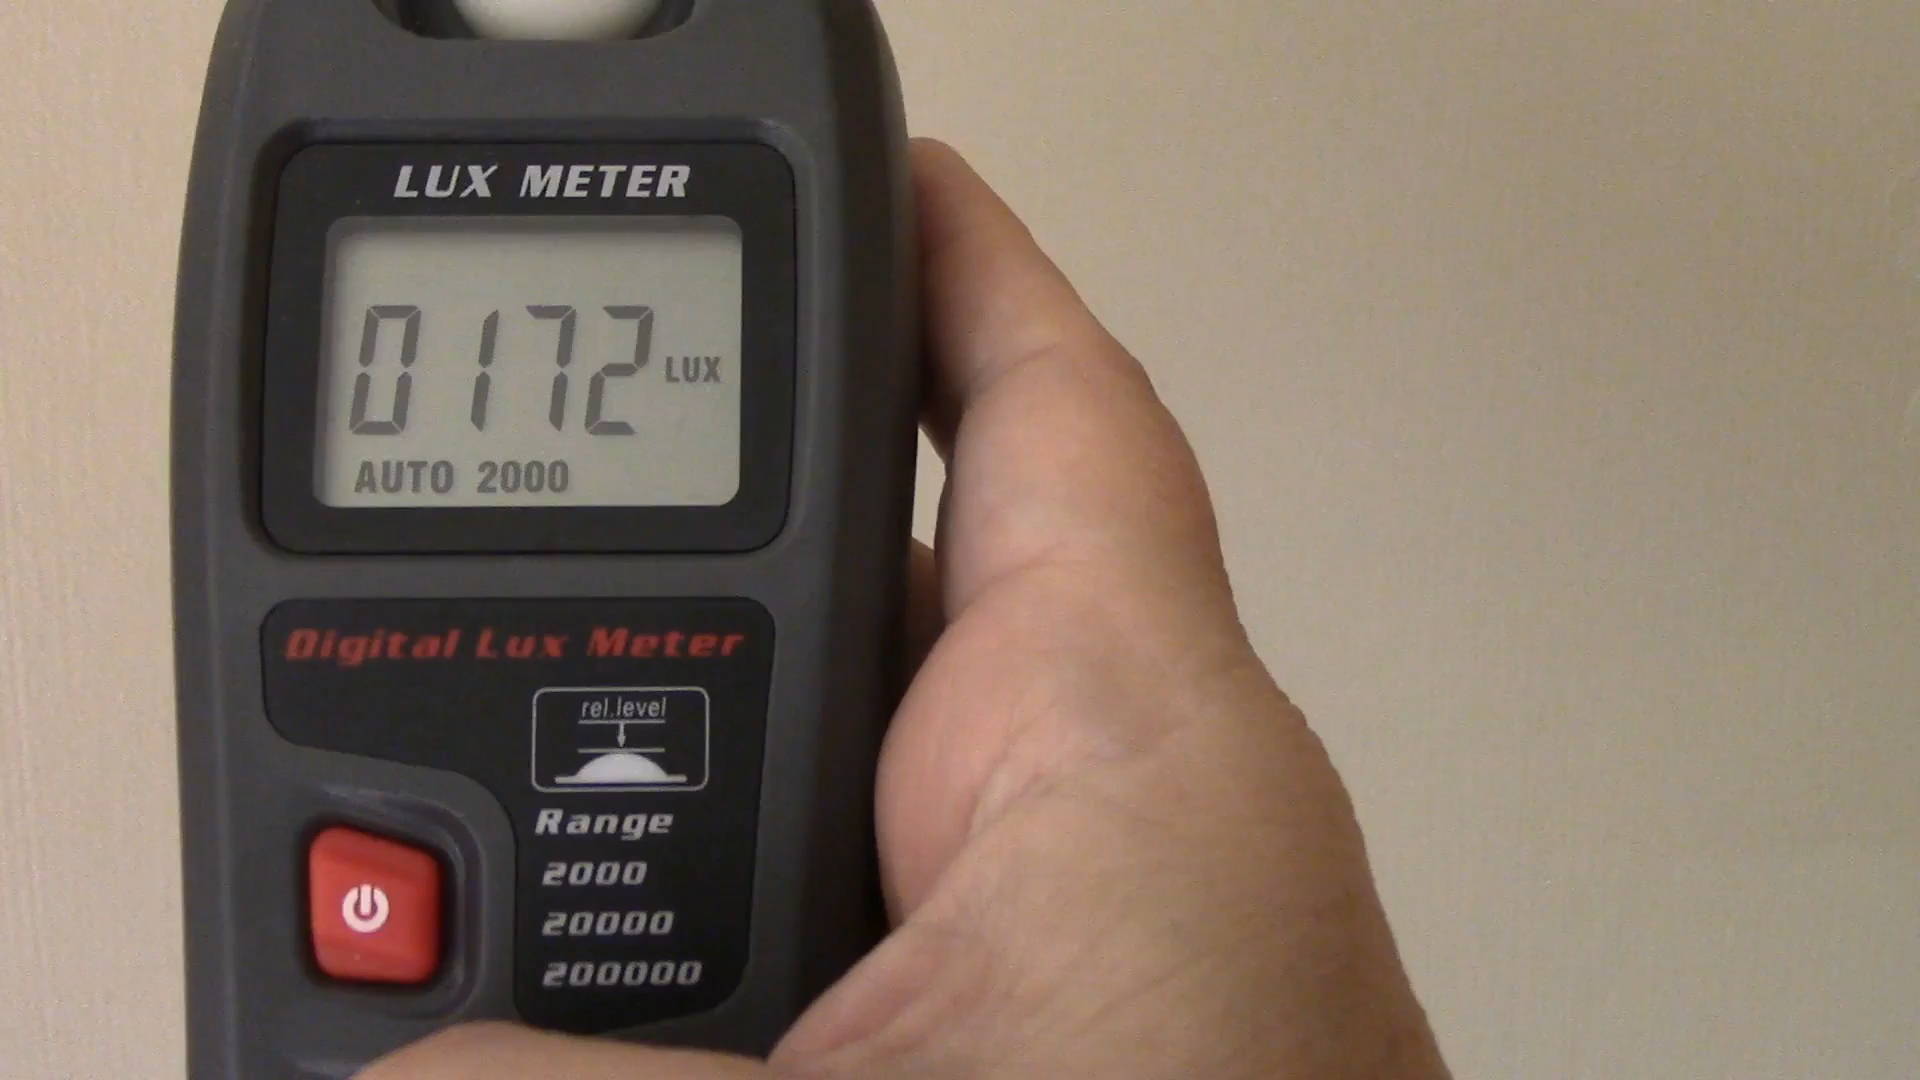 LUX METER
0172 LUX
AUTO 2000
Digital Lux Meter
rel.level
Range
2000
20000
200000